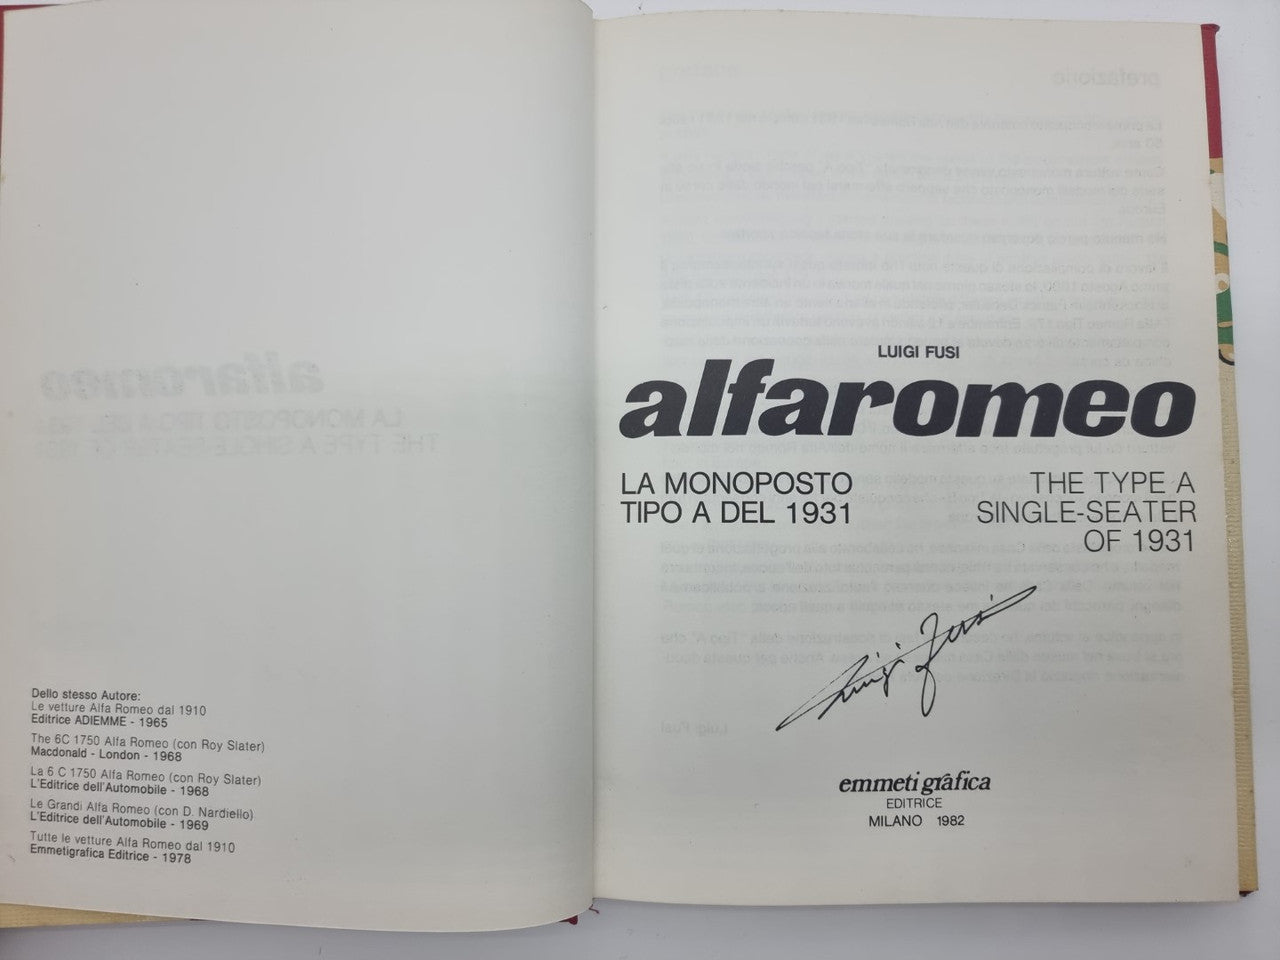 Dello stesso Autore:
Le vetture Alfa Romeo dal 1910
Editrice ADIEMME - 1965
The 6C 1750 Alfa Romeo (con Roy Slater)
Macdonald - London - 1968
La 6 C 1750 Alfa Romeo (con Roy Slater)
L'Editrice dell'Automobile - 1968
Le Grandi Alfa Romeo (con D. Nardiello)
L'Editrice dell'Automobile - 1969
Tutte le vetture Alfa Romeo dal 1910
Emmetigrafica Editrice - 1978
LUIGI FUSI
alfaromeo
LA MONOPOSTO
TIPO A DEL 1931
THE TYPE A
SINGLE-SEATER
OF 1931
Luigi Fusi
emmetigráfica
EDITRICE
MILANO 1982